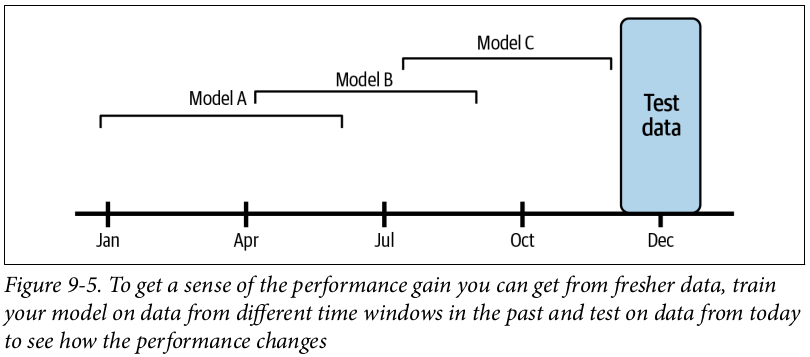 Model C
Model B
Model A
Test
data
Jan
Apr
Jul
Oct
Dec
Figure 9-5. To get a sense of the performance gain you can get from fresher data, train
your model on data from different time windows in the past and test on data from today
to see how the performance changes